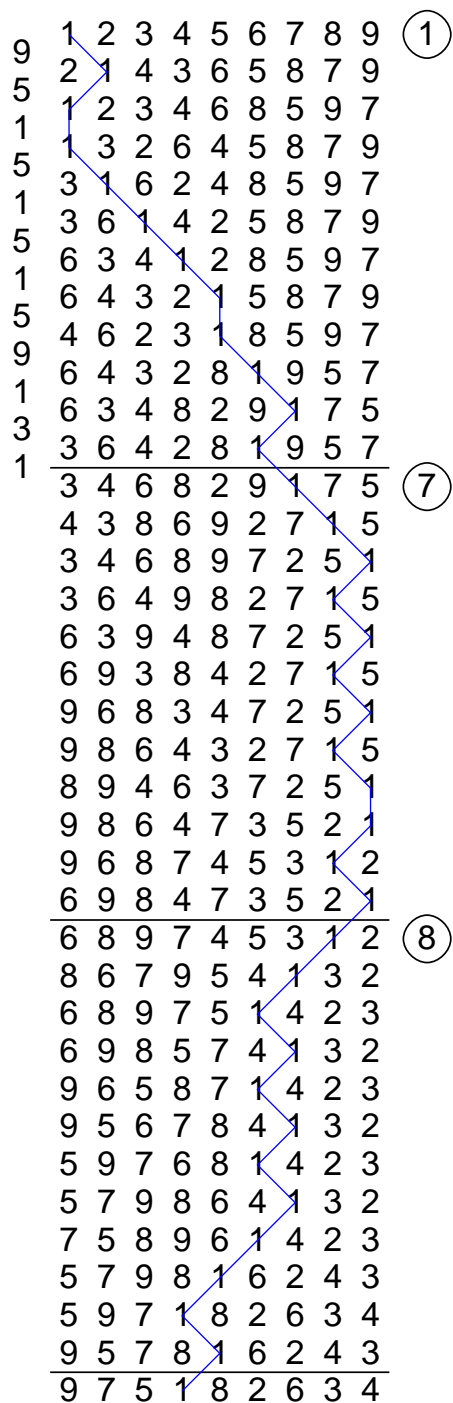 1 2 3 4 5 6 7 8 9 1
9
2 1 4 3 6 5 8 7 9
5
1 2 3 4 6 8 5 9 7
1
1 3 2 6 4 5 8 7 9
5
3 1 6 2 4 8 5 9 7
1
3 6 1 4 2 5 8 7 9
5
6 3 4 1 2 8 5 9 7
1
6 4 3 2 1 5 8 7 9
5
4 6 2 3 1 8 5 9 7
9
6 4 3 2 8 1 9 5 7
1
6 3 4 8 2 9 1 7 5
3
3 6 4 2 8 1 9 5 7
1
3 4 6 8 2 9 1 7 5 7
4 3 8 6 9 2 7 1 5
3 4 6 8 9 7 2 5 1
3 6 4 9 8 2 7 1 5
6 3 9 4 8 7 2 5 1
6 9 3 8 4 2 7 1 5
9 6 8 3 4 7 2 5 1
9 8 6 4 3 2 7 1 5
8 9 4 6 3 7 2 5 1
9 8 6 4 7 3 5 2 1
9 6 8 7 4 5 3 1 2
6 9 8 4 7 3 5 2 1
6 8 9 7 4 5 3 1 2 8
8 6 7 9 5 4 1 3 2
6 8 9 7 5 1 4 2 3
6 9 8 5 7 4 1 3 2
9 6 5 8 7 1 4 2 3
9 5 6 7 8 4 1 3 2
5 9 7 6 8 1 4 2 3
5 7 9 8 6 4 1 3 2
7 5 8 9 6 1 4 2 3
5 7 9 8 1 6 2 4 3
5 9 7 1 8 2 6 3 4
9 5 7 8 1 6 2 4 3
9 7 5 1 8 2 6 3 4